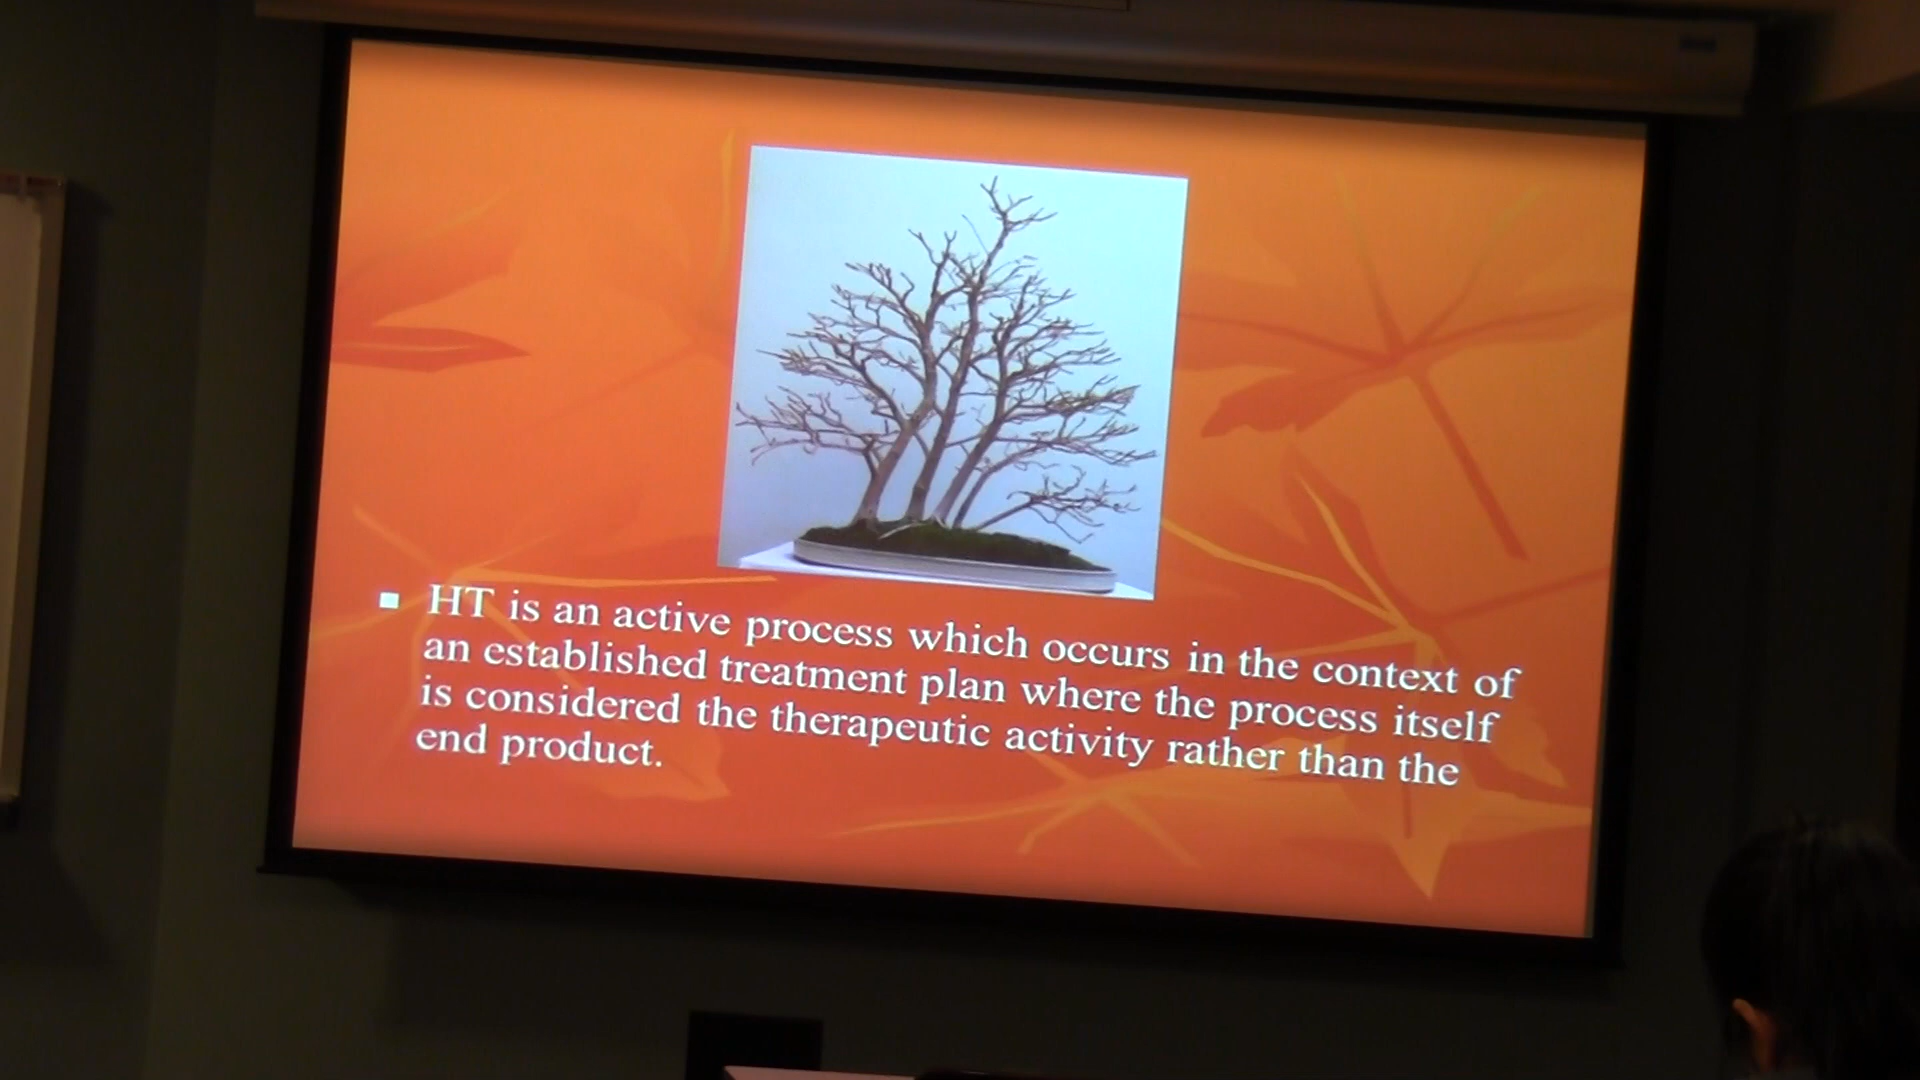 HT is an active process which occurs in the context of
an established treatment plan where the process itself
is considered the therapeutic activity rather than the
end product.